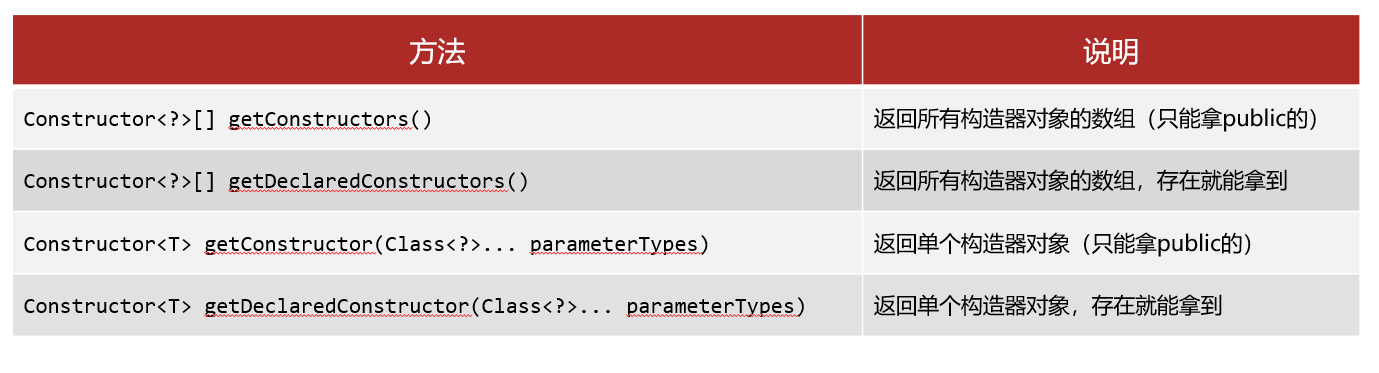 方法 说明
Constructor<?>[] getConstructors() 返回所有构造器对象的数组（只能拿public的）
Constructor<?>[] getDeclaredConstructors() 返回所有构造器对象的数组，存在就能拿到
Constructor<T> getConstructor(Class<?>... parameterTypes) 返回单个构造器对象（只能拿public的）
Constructor<T> getDeclaredConstructor(Class<?>... parameterTypes) 返回单个构造器对象，存在就能拿到